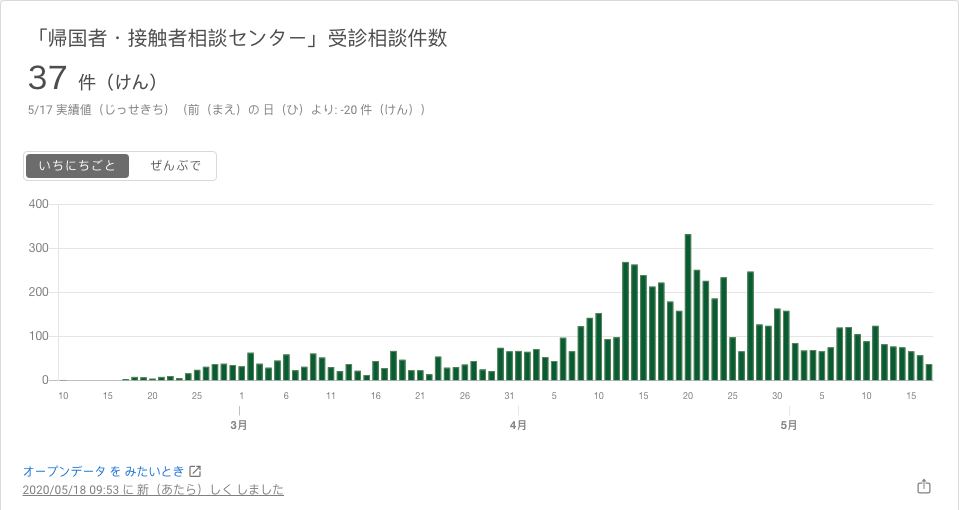 「帰国者・接触者相談センター」受診相談件数
37 件（けん）
5/17 実績値（じっせきち）（前（まえ）の 日（ひ）より: -20 件（けん））
いちにちごと ぜんぶで
400
300
200
100
0
10 15 20 25 1 6 11 16 21 26 31 5 10 15 20 25 30 5 10 15
3月 4月 5月
オープンデータ を みたいとき
2020/05/18 09:53 に 新（あたら）しく しました